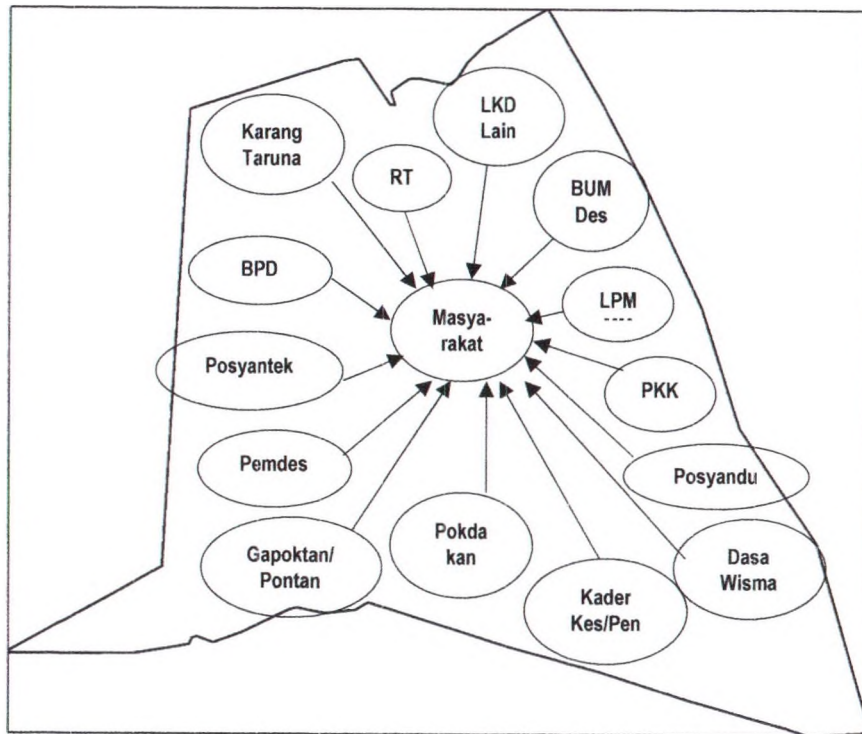 Karang
Taruna
RT
LKD
Lain
BUM
Des
BPD
Masya-
rakat
LPM
----
Posyantek
PKK
Pemdes
Posyandu
Gapoktan/
Pontan
Pokda
kan
Kader
Kes/Pen
Dasa
Wisma